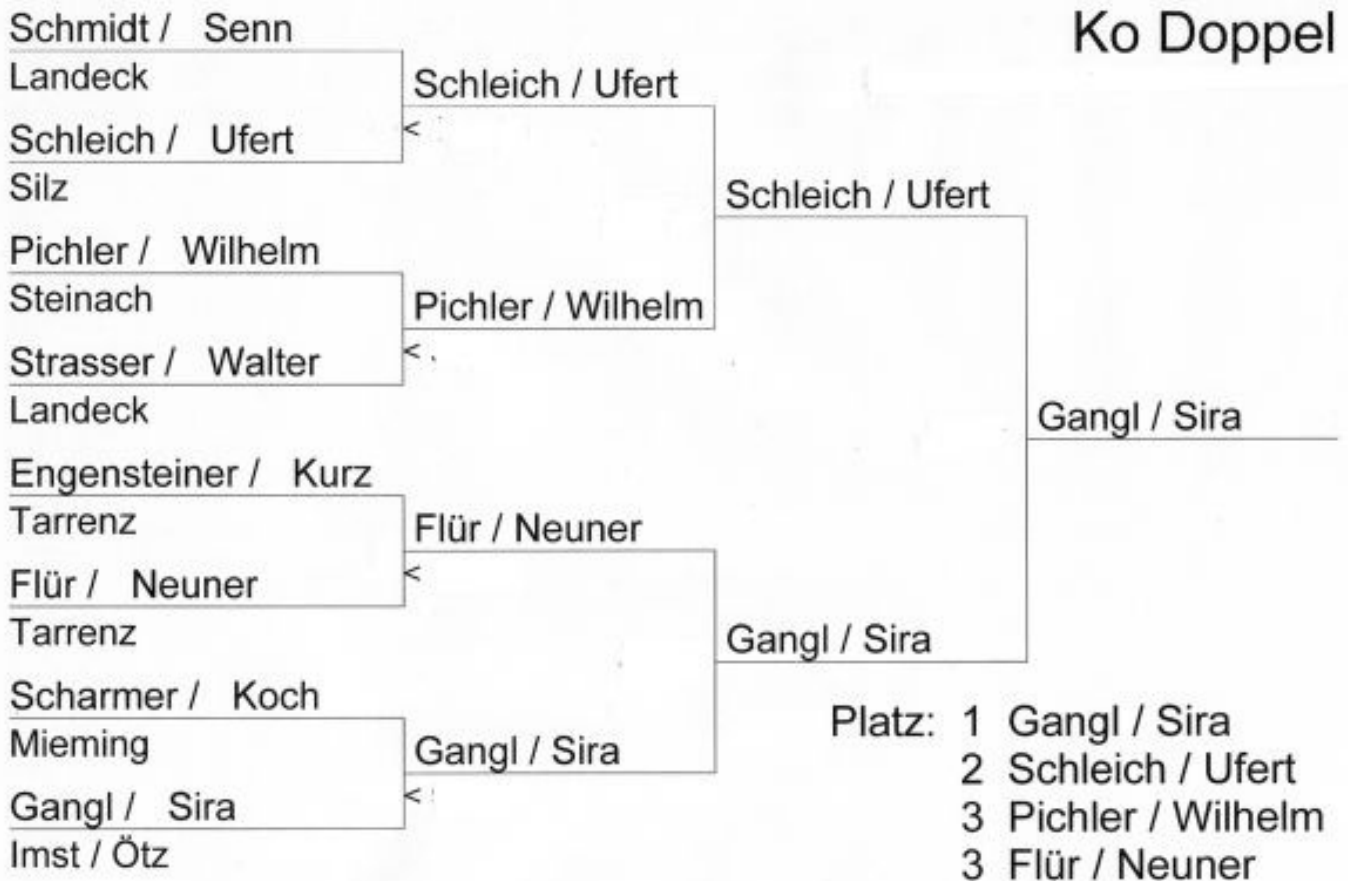 Ko Doppel
Schmidt / Senn
Landeck
Schleich / Ufert
Silz
Pichler / Wilhelm
Steinach
Strasser / Walter
Landeck
Engensteiner / Kurz
Tarrenz
Flür / Neuner
Tarrenz
Scharmer / Koch
Mieming
Gangl / Sira
Imst / Ötz
Schleich / Ufert
<
Pichler / Wilhelm
<
Flür / Neuner
<
Gangl / Sira
<
Schleich / Ufert
Gangl / Sira
Gangl / Sira
Platz: 1 Gangl / Sira
2 Schleich / Ufert
3 Pichler / Wilhelm
3 Flür / Neuner